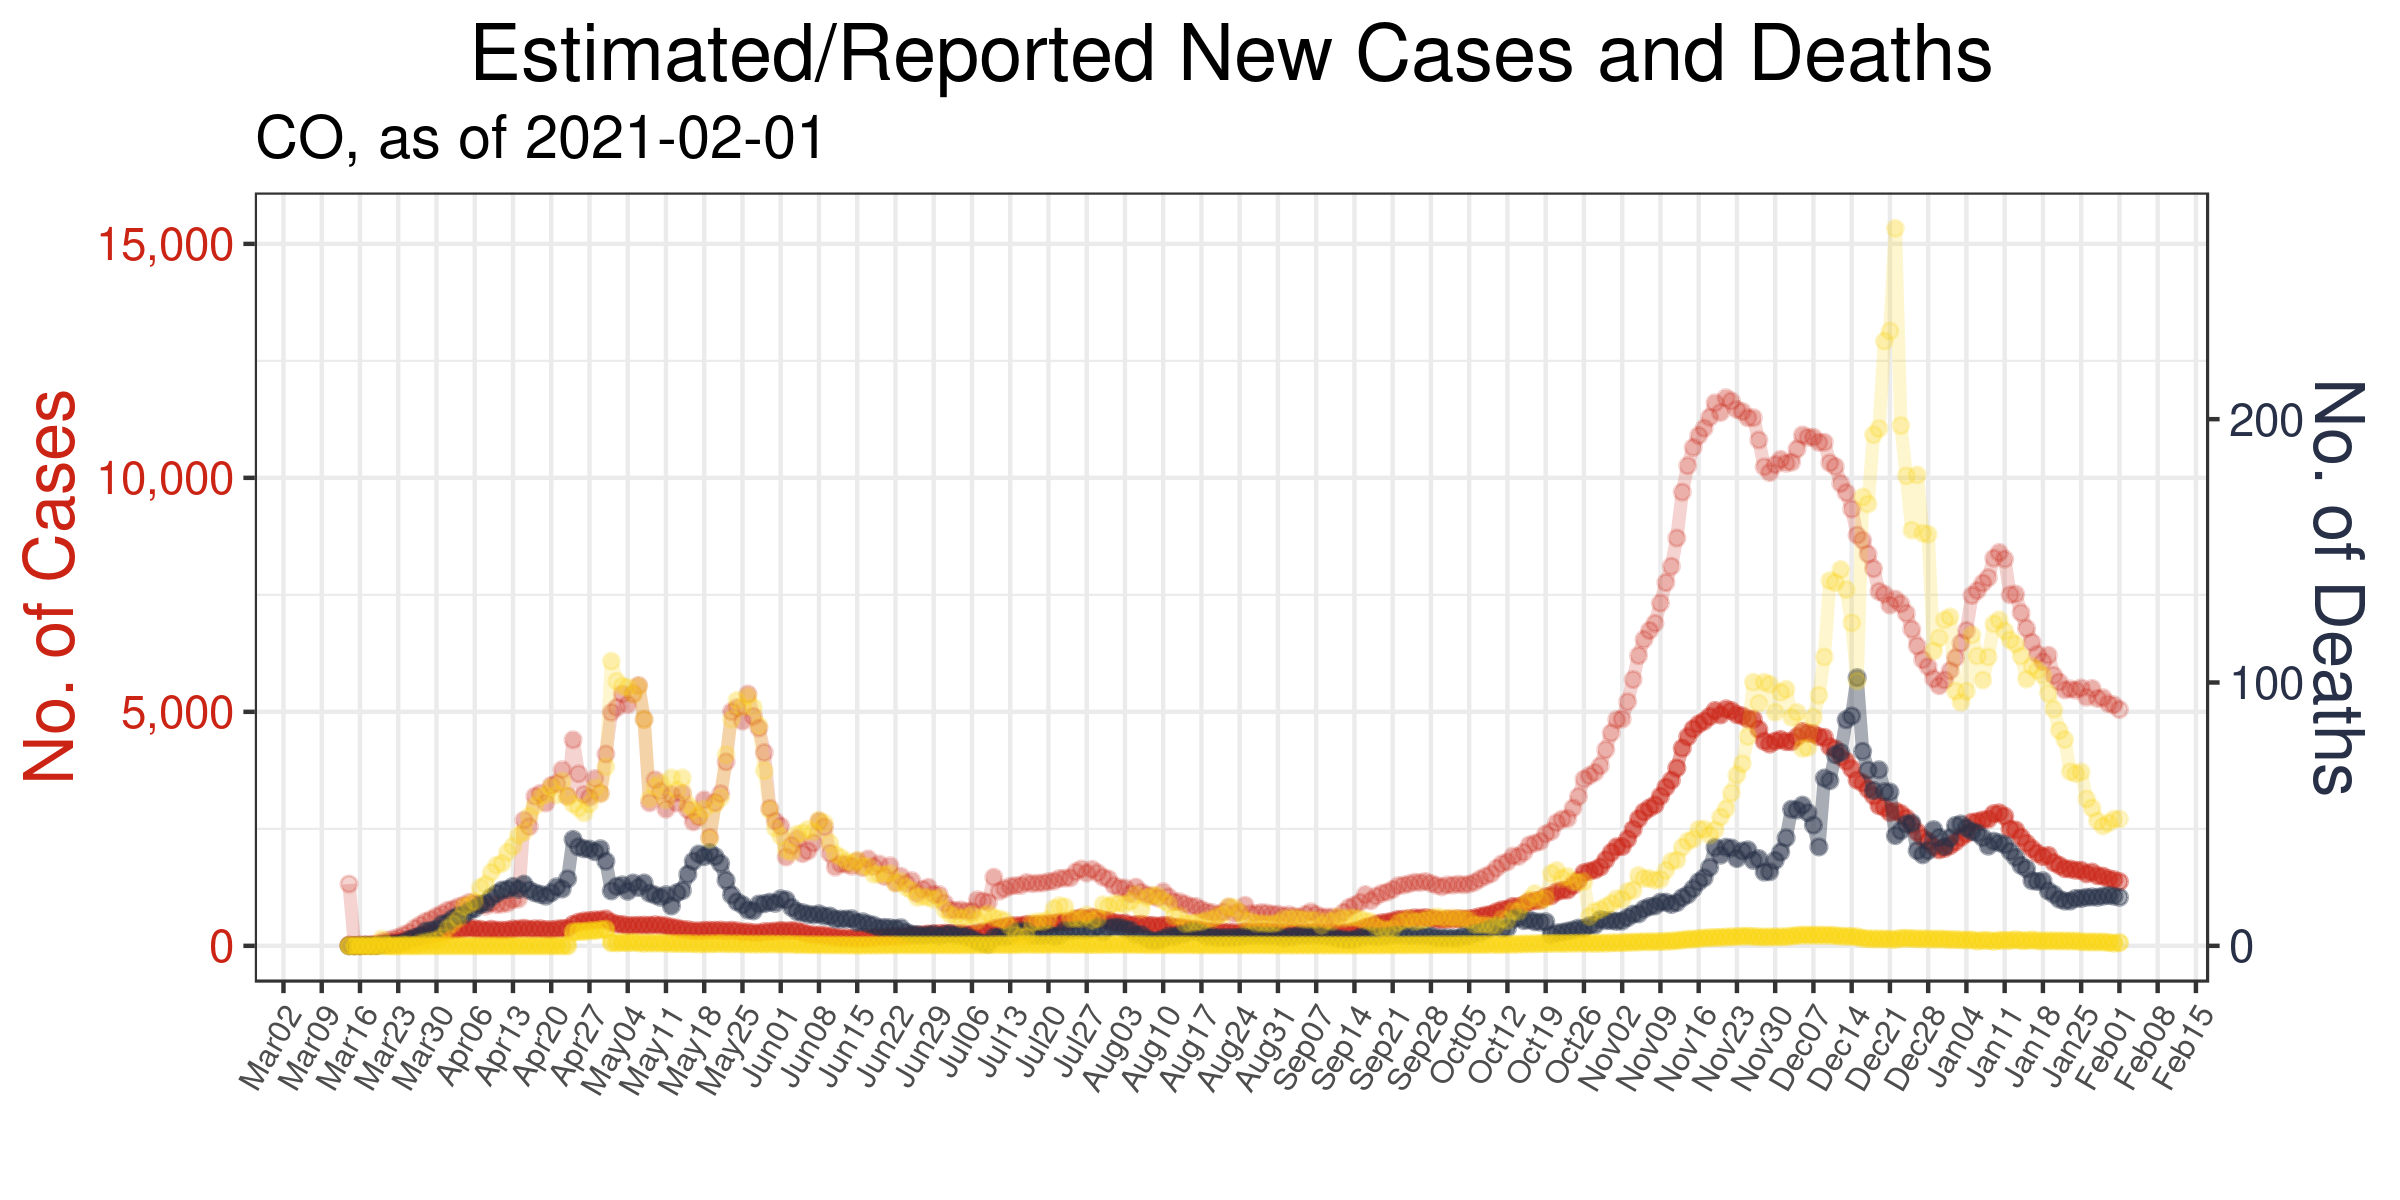 Estimated/Reported New Cases and Deaths
CO, as of 2021-02-01
No. of Cases
15,000
10,000
5,000
0
200
100
0
No. of Deaths
Mar02
Mar09
Mar16
Mar23
Mar30
Apr06
Apr13
Apr20
Apr27
May04
May11
May18
May25
Jun01
Jun08
Jun15
Jun22
Jun29
Jul06
Jul13
Jul20
Jul27
Aug03
Aug10
Aug17
Aug24
Aug31
Sep07
Sep14
Sep21
Sep28
Oct05
Oct12
Oct19
Oct26
Nov02
Nov09
Nov16
Nov23
Nov30
Dec07
Dec14
Dec21
Dec28
Jan04
Jan11
Jan18
Jan25
Feb01
Feb08
Feb15